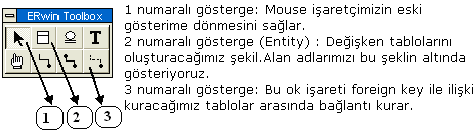 ERwin Toolbox
T
1
2
3
1 numaralı gösterge: Mouse işaretçimizin eski
gösterime dönmesini sağlar.
2 numaralı gösterge (Entity) : Değişken tablolarını
oluşturacağımız şekil.Alan adlarımızı bu şeklin altında
gösteriyoruz.
3 numaralı gösterge: Bu ok işareti foreign key ile ilişki
kuracağımız tablolar arasında bağlantı kurar.